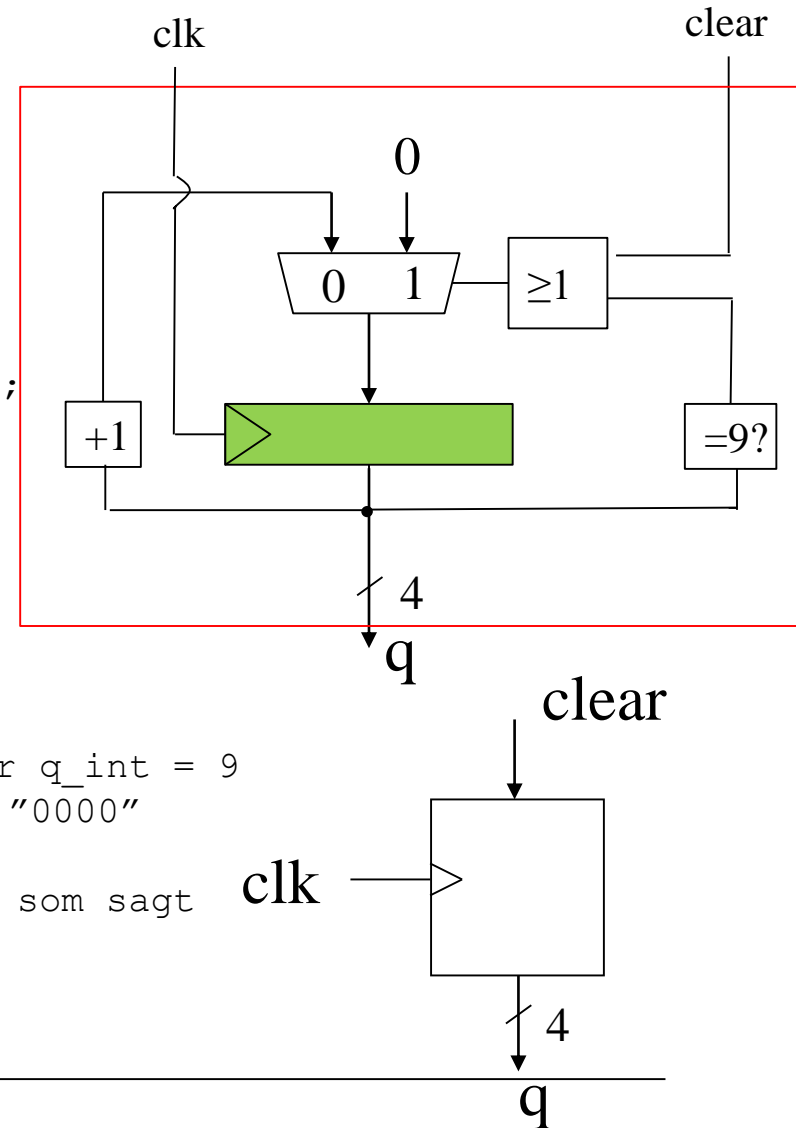 clk
clear
0
0 1
≥1
;
+1
=9?
4
q
clear
r q_int = 9
”0000”
som sagt
clk
4
q